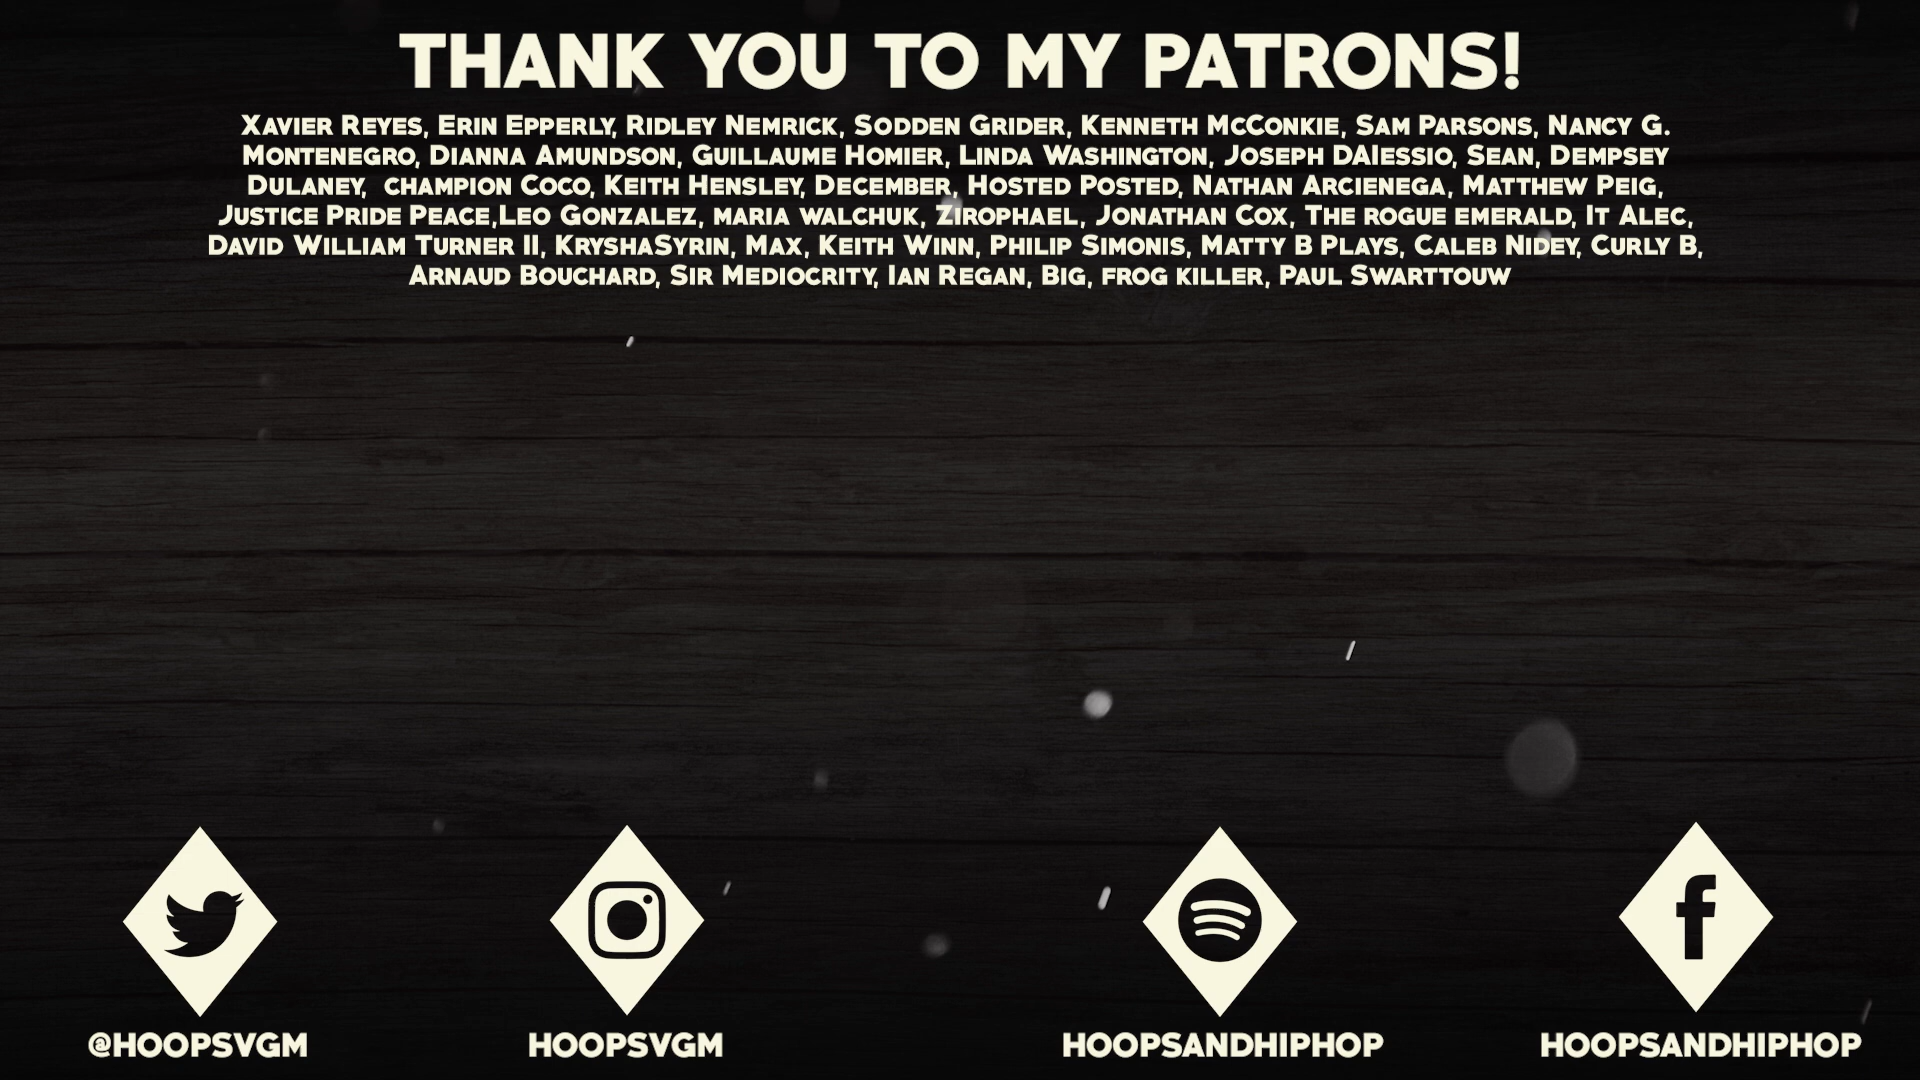 THANK YOU TO MY PATRONS!
Xavier Reyes, Erin Epperly, Ridley Nemrick, Sodden Grider, Kenneth McConkie, Sam Parsons, Nancy G.
Montenegro, Dianna Amundson, Guillaume Homier, Linda Washington, Joseph DAlessio, Sean, Dempsey
Dulaney, champion Coco, Keith Hensley, December, Hosted Posted, Nathan Arcienega, Matthew Peig,
Justice Pride Peace,Leo Gonzalez, maria walchuk, Zirophael, Jonathan Cox, The rogue emerald, It Alec,
David William Turner II, KryshaSyrin, Max, Keith Winn, Philip Simonis, Matty B Plays, Caleb Nidey, Curly B,
Arnaud Bouchard, Sir Mediocrity, Ian Regan, Big, frog killer, Paul Swarttouw
@HOOPSVGM
HOOPSVGM
HOOPSANDHIPHOP
HOOPSANDHIPHOP